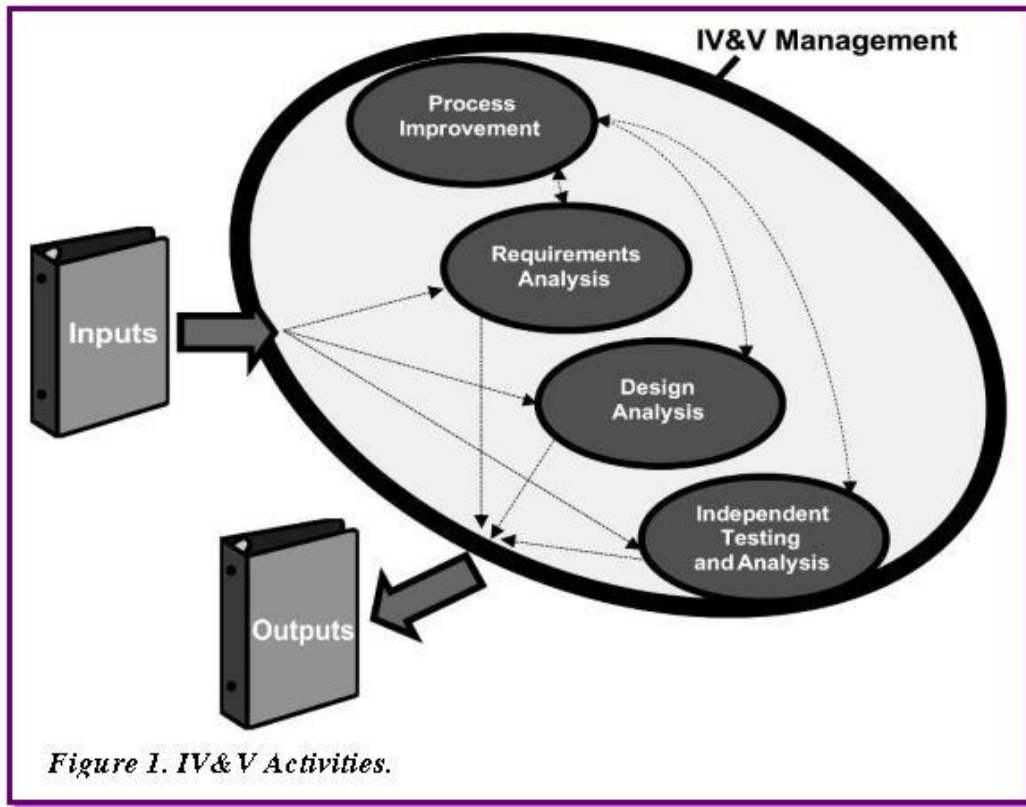 IV&V Management
Process
Improvement
Requirements
Analysis
Inputs
Design
Analysis
Independent
Testing
and Analysis
Outputs
Figure 1. IV&V Activities.